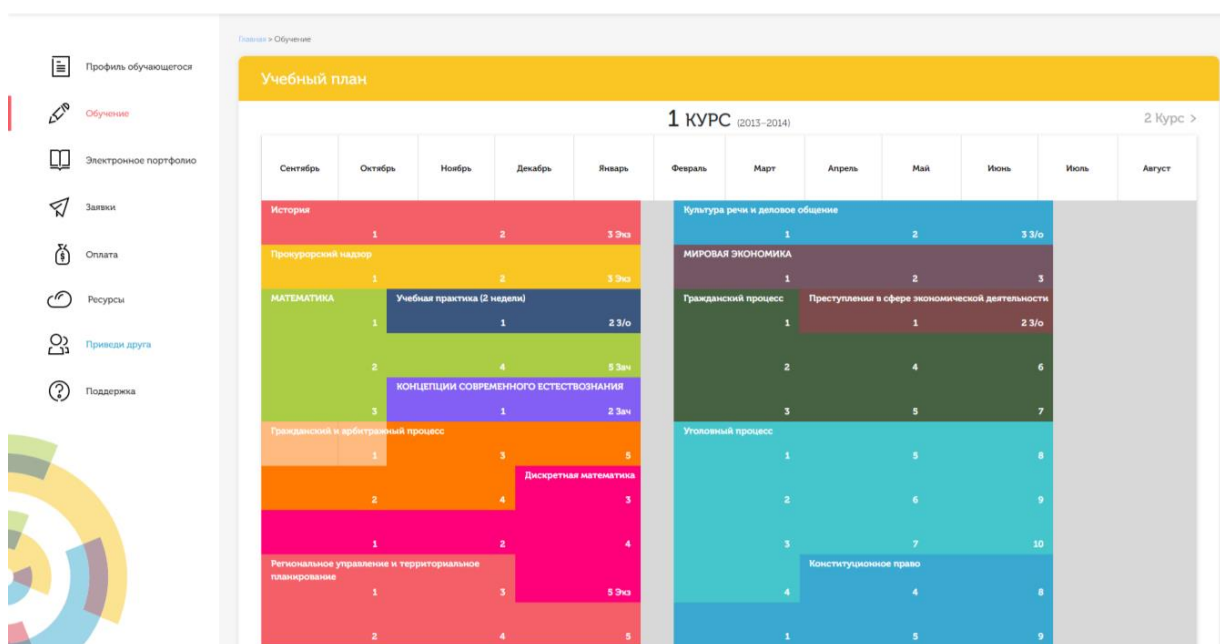 Главная > Обучение
Профиль обучающегося
Обучение
Электронное портфолио
Заявки
Оплата
Ресурсы
Приведи друга
Поддержка
Учебный план
1 КУРС (2013-2014)
2 Курс >
Сентябрь Октябрь Ноябрь Декабрь Январь Февраль Март Апрель Май Июнь Июль Август
История
1 2 3 Экз
Прокурорский надзор
1 2 3 Экз
МАТЕМАТИКА Учебная практика (2 недели)
1 1 2 З/о
2 4 5 Зач
КОНЦЕПЦИИ СОВРЕМЕННОГО ЕСТЕСТВОЗНАНИЯ
3 1 2 Зач
Гражданский и арбитражный процесс
1 3 5
Дискретная математика
2 4 3
1 2 4
Региональное управление и территориальное
планирование
1 3 5 Экз
2 4 5
Культура речи и деловое общение
1 2 3 З/о
МИРОВАЯ ЭКОНОМИКА
1 2 3
Гражданский процесс Преступления в сфере экономической деятельности
1 1 2 З/о
2 4 6
3 5 7
Уголовный процесс
1 5 8
2 6 9
3 7 10
Конституционное право
4 4 8
1 5 9